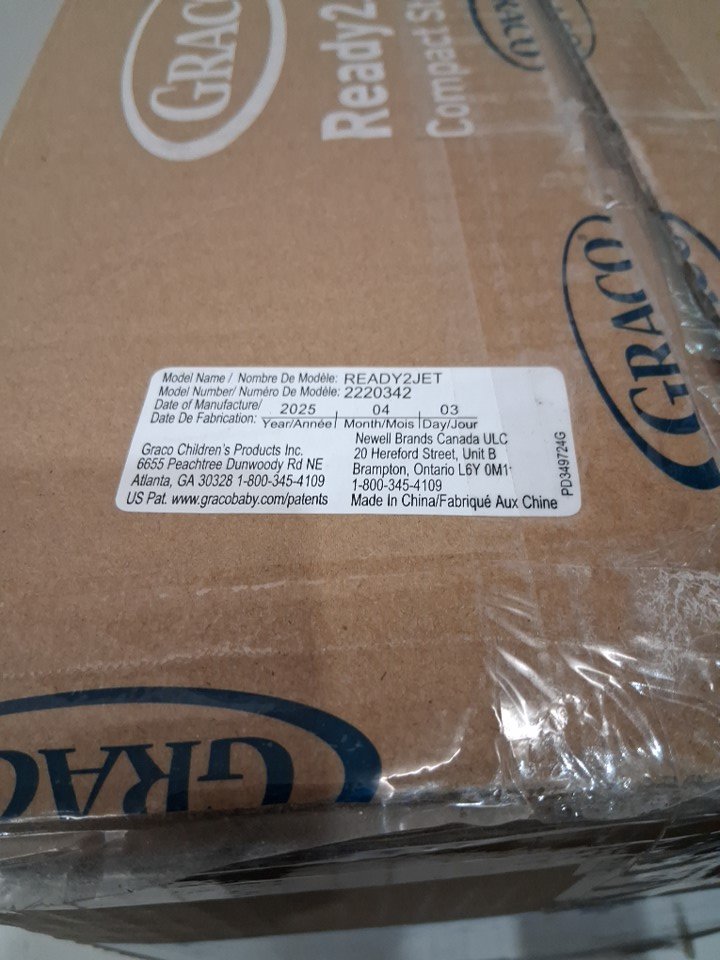 GRACO
Ready2
Compact
GRACO
GRACO
Model Name / Nombre De Modèle: READY2JET
Model Number/ Numéro De Modèle: 2220342
Date of Manufacture/
Date De Fabrication:
2025 04 03
Year/Année Month/Mois Day/Jour
Graco Children's Products Inc.
6655 Peachtree Dunwoody Rd NE
Atlanta, GA 30328 1-800-345-4109
US Pat. www.gracobaby.com/patents
Newell Brands Canada ULC
20 Hereford Street, Unit B
Brampton, Ontario L6Y 0M1
1-800-345-4109
Made In China/Fabriqué Aux Chine
PD349724G
GRACO